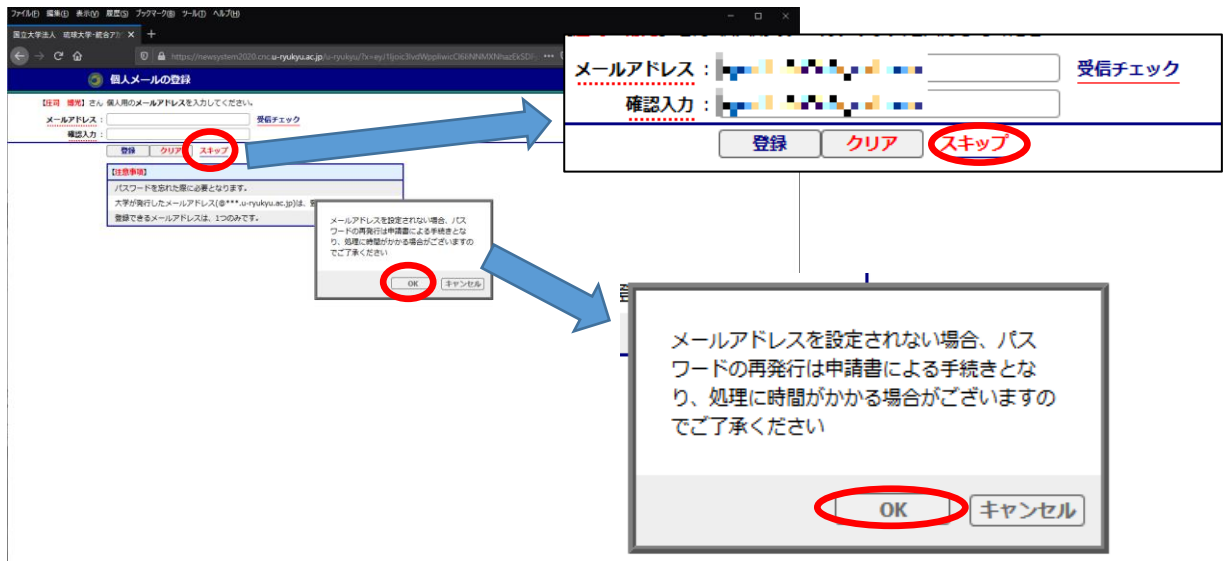 ファイル(F) 編集(E) 表示(V) 履歴(S) ブックマーク(B) ツール(T) ヘルプ(H)
国立大学法人 琉球大学-統合アカ
https://newsystem2020.cnc.u-ryukyu.ac.jp/u-ryukyu/?x=
個人メールの登録
【庄司 雄光】さん 個人用のメールアドレスを入力してください。
メールアドレス : 受信チェック
確認入力 :
登録 クリア スキップ
【注意事項】
パスワードを忘れた際に必要となります。
大学が発行したメールアドレス(@***.u-ryukyu.ac.jp)は、
登録できるメールアドレスは、1つのみです。
メールアドレスを設定されない場合、パス
ワードの再発行は申請書による手続きとな
り、処理に時間がかかる場合がございますの
でご了承ください
OK キャンセル
メールアドレス : 受信チェック
確認入力 :
登録 クリア スキップ
メールアドレスを設定されない場合、パス
ワードの再発行は申請書による手続きとな
り、処理に時間がかかる場合がございますの
でご了承ください
OK キャンセル